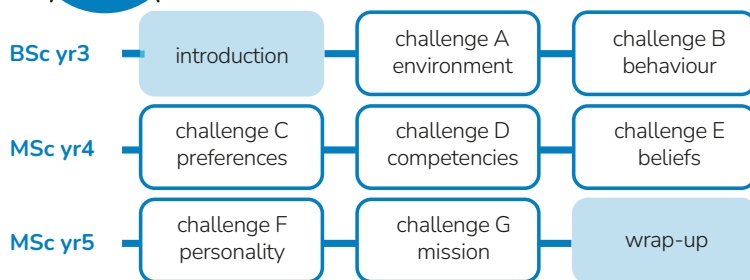 BSc yr3
introduction
challenge A
environment
challenge B
behaviour
MSc yr4
challenge C
preferences
challenge D
competencies
challenge E
beliefs
MSc yr5
challenge F
personality
challenge G
mission
wrap-up